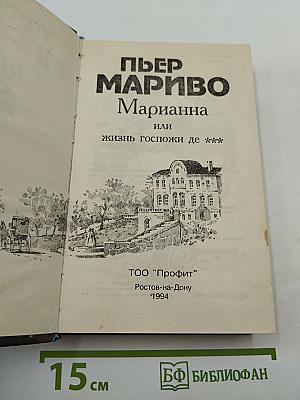 ПЬЕР
МАРИВО
Марианна
или
жизнь госпожи де ***
ТОО "Профит"
Ростов-на-Дону
1994
15 см
БФ БИБЛИОФАН